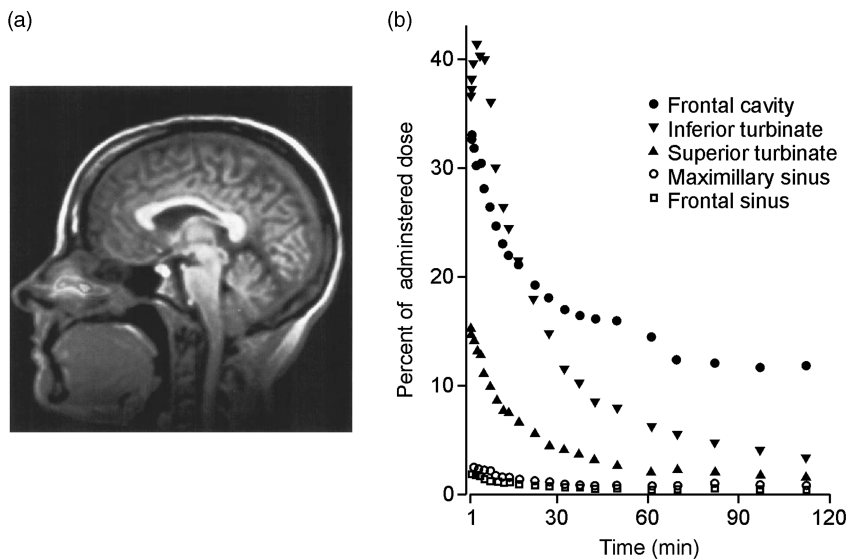 (a)
(b)
Percent of adminstered dose
40
30
20
10
0
Frontal cavity
Inferior turbinate
Superior turbinate
Maximillary sinus
Frontal sinus
1
30
60
90
120
Time (min)